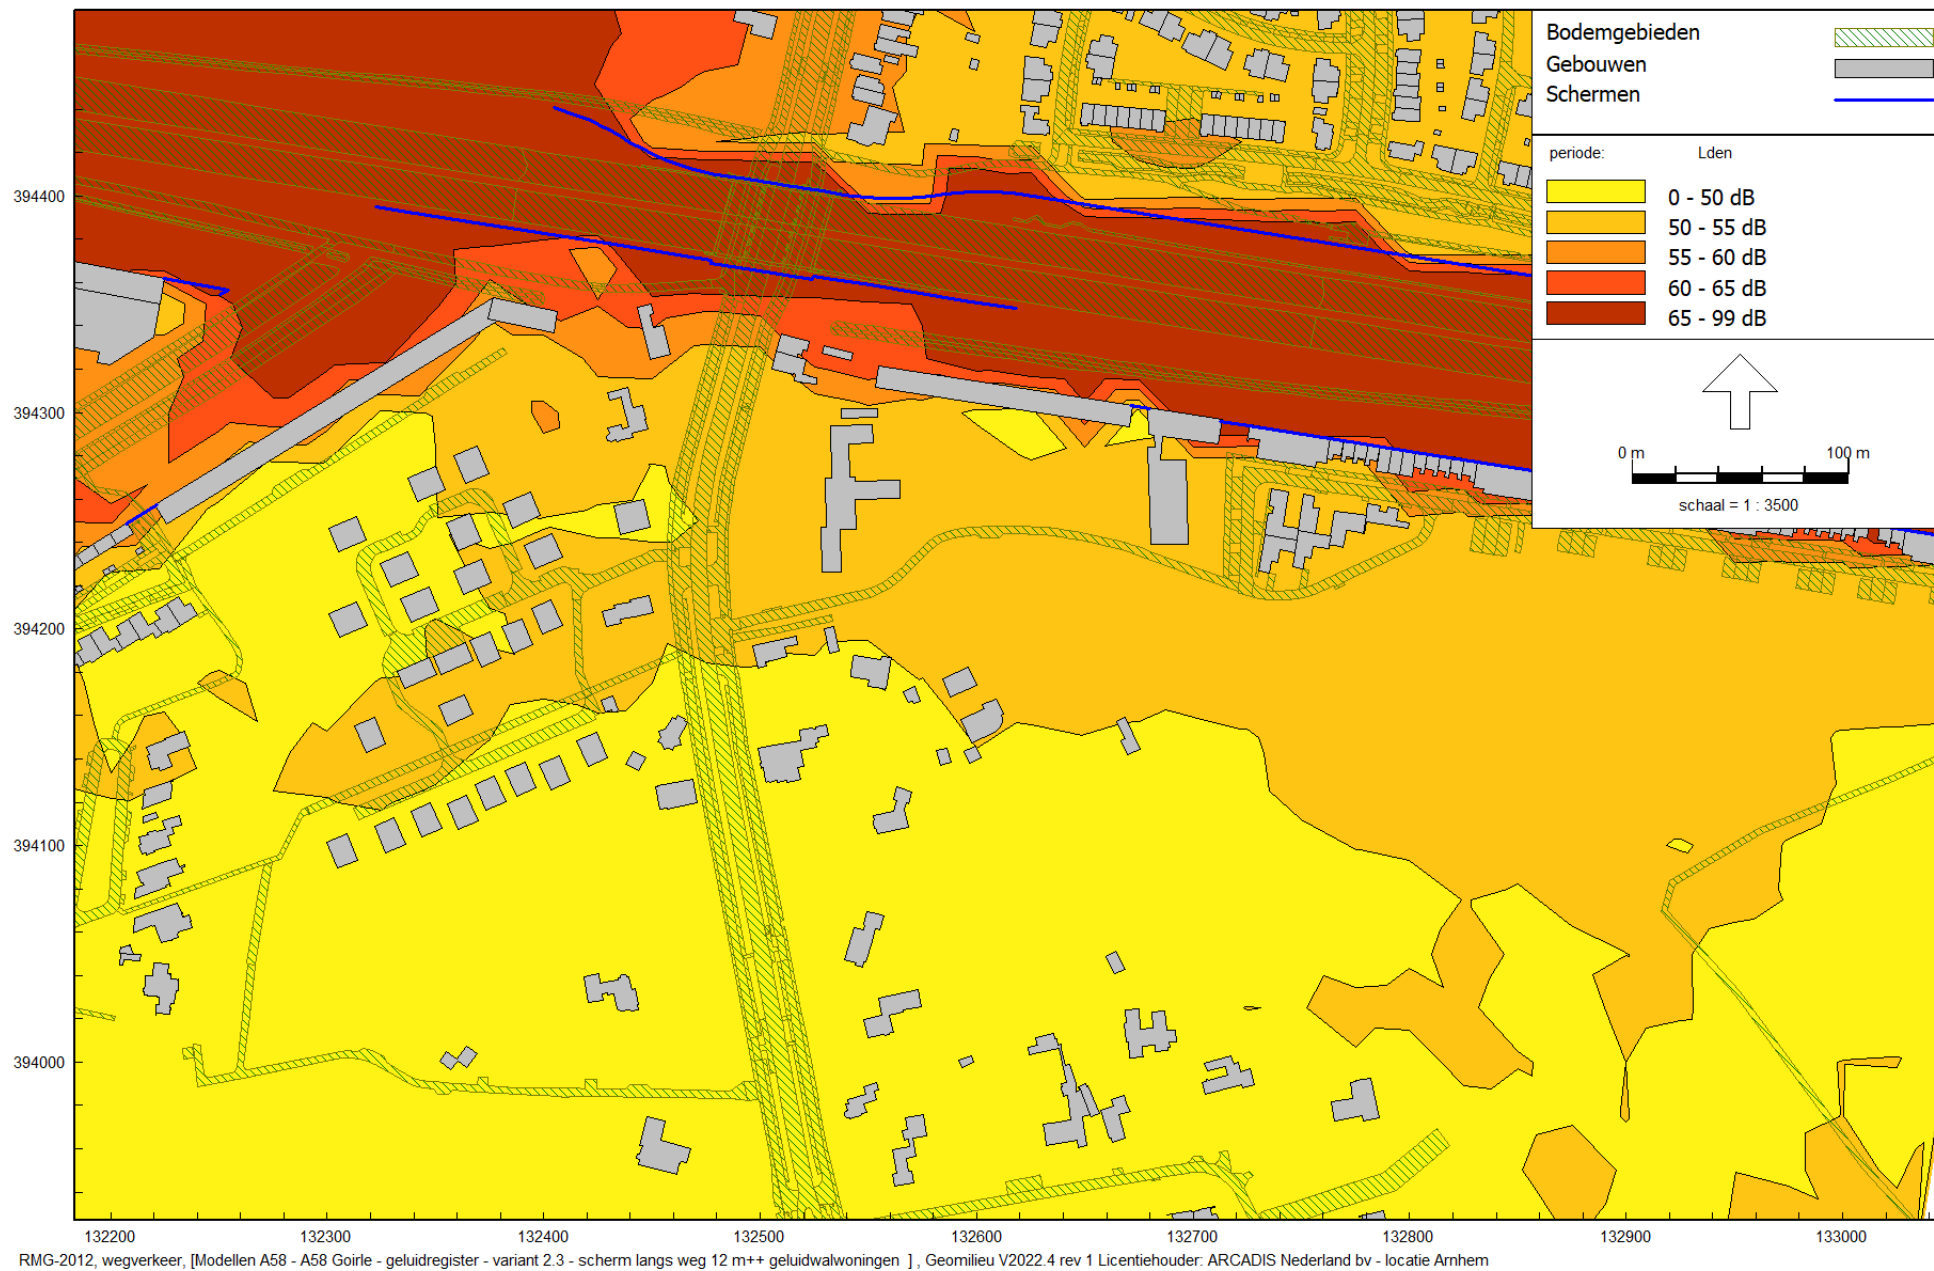 Bodemgebieden
Gebouwen
Schermen
periode: Lden
0 - 50 dB
50 - 55 dB
55 - 60 dB
60 - 65 dB
65 - 99 dB
0 m 100 m
schaal = 1 : 3500
394400
394300
394200
394100
394000
132200 132300 132400 132500 132600 132700 132800 132900 133000
RMG-2012, wegverkeer, [Modellen A58 - A58 Goirle - geluidregister - variant 2.3 - scherm langs weg 12 m++ geluidwalwoningen ] , Geomilieu V2022.4 rev 1 Licentiehouder: ARCADIS Nederland bv - locatie Arnhem